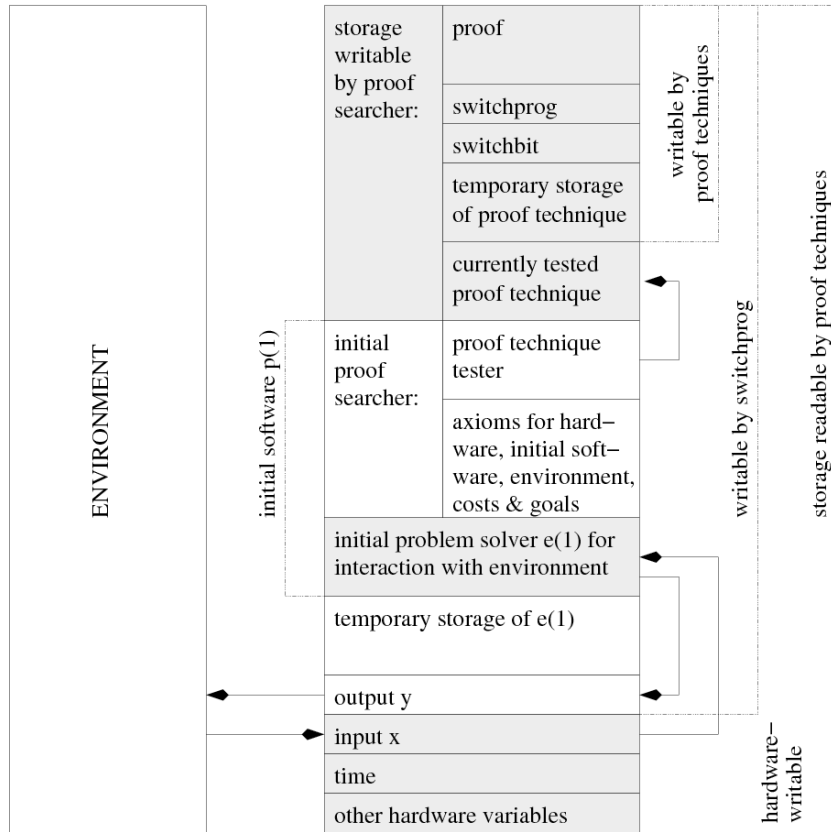 ENVIRONMENT
initial software p(1)
storage
writable
by proof
searcher:
proof
switchprog
switchbit
temporary storage
of proof technique
currently tested
proof technique
initial
proof
searcher:
proof technique
tester
axioms for hard–
ware, initial soft–
ware, environment,
costs & goals
initial problem solver e(1) for
interaction with environment
temporary storage of e(1)
output y
input x
time
other hardware variables
writable by
proof techniques
writable by switchprog
hardware–
writable
storage readable by proof techniques